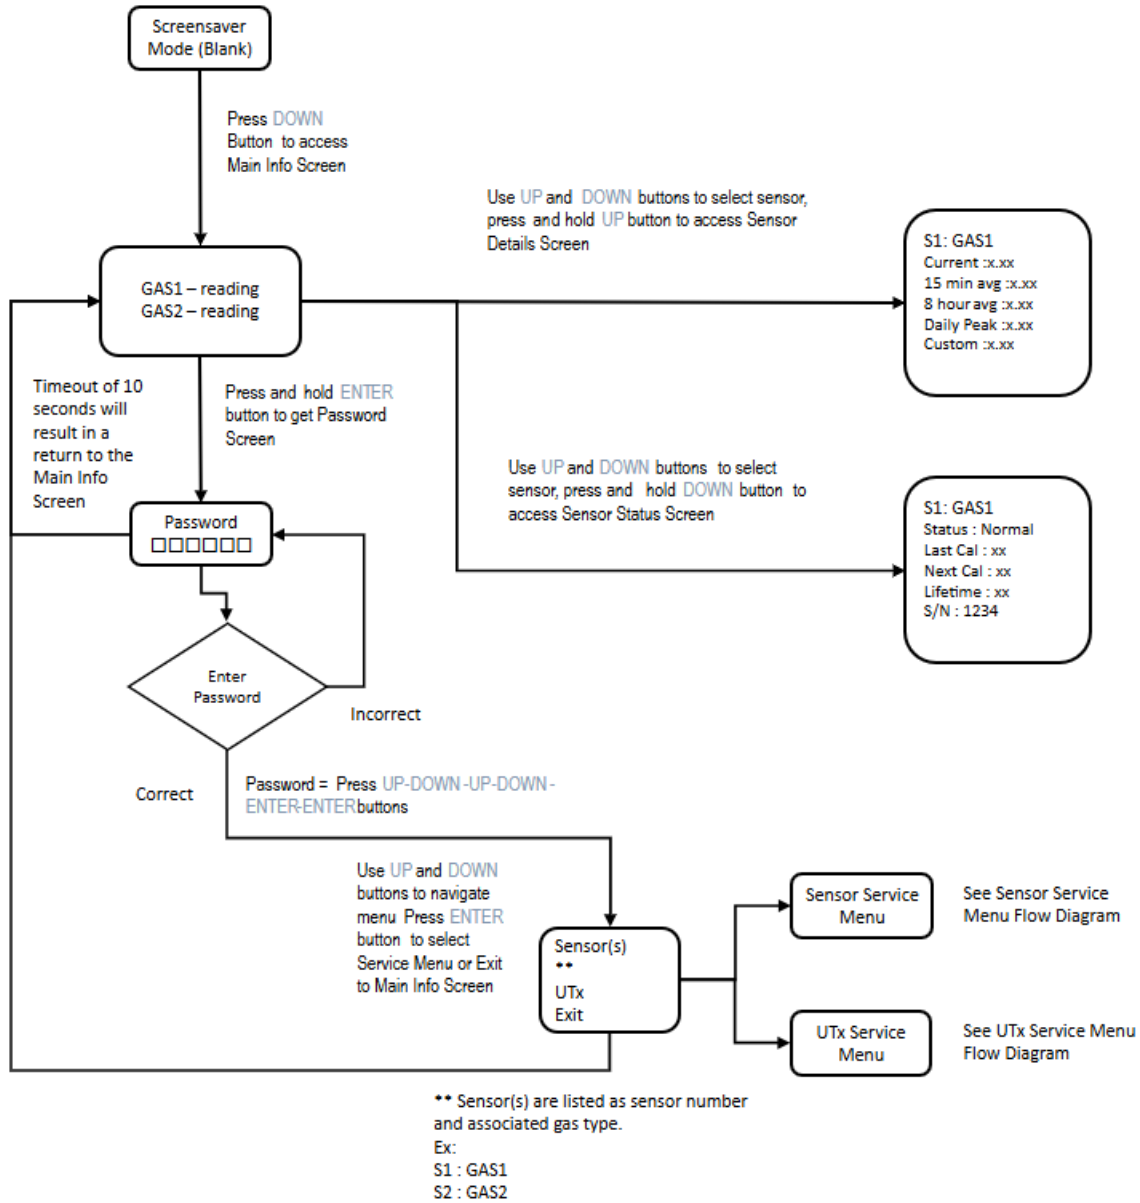 Screensaver
Mode (Blank)
Press DOWN
Button to access
Main Info Screen
Use UP and DOWN buttons to select sensor,
press and hold UP button to access Sensor
Details Screen
S1: GAS1
Current :x.xx
15 min avg :x.xx
8 hour avg :x.xx
Daily Peak :x.xx
Custom :x.xx
GAS1 – reading
GAS2 – reading
Timeout of 10
seconds will
result in a
return to the
Main Info
Screen
Press and hold ENTER
button to get Password
Screen
Use UP and DOWN buttons to select
sensor, press and hold DOWN button to
access Sensor Status Screen
S1: GAS1
Status : Normal
Last Cal : xx
Next Cal : xx
Lifetime : xx
S/N : 1234
Password
□□□□□□
Enter
Password
Incorrect
Correct
Password = Press UP-DOWN-UP-DOWN-
ENTER-ENTER buttons
Use UP and DOWN
buttons to navigate
menu Press ENTER
button to select
Service Menu or Exit
to Main Info Screen
Sensor(s)
**
UTx
Exit
Sensor Service
Menu
See Sensor Service
Menu Flow Diagram
UTx Service
Menu
See UTx Service Menu
Flow Diagram
** Sensor(s) are listed as sensor number
and associated gas type.
Ex:
S1 : GAS1
S2 : GAS2